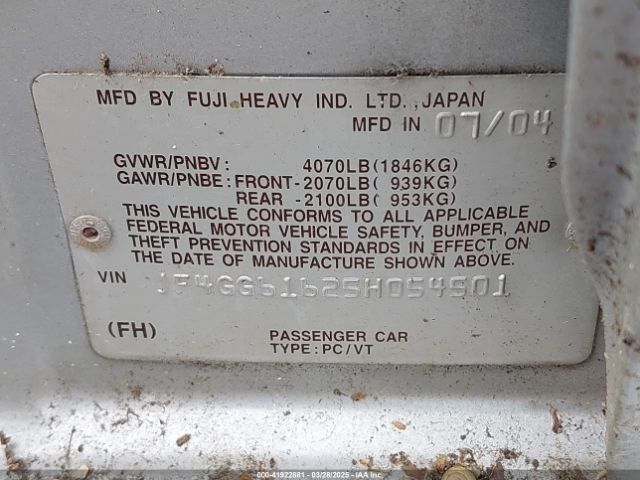 MFD BY FUJI HEAVY IND. LTD. ,JAPAN
MFD IN 07/04
GVWR/PNBV: 4070LB(1846KG)
GAWR/PNBE: FRONT-2070LB( 939KG)
REAR -2100LB( 953KG)
THIS VEHICLE CONFORMS TO ALL APPLICABLE
FEDERAL MOTOR VEHICLE SAFETY, BUMPER, AND
THEFT PREVENTION STANDARDS IN EFFECT ON
THE DATE OF MANUFACTURE SHOWN ABOVE.
VIN JF4GG61625H054501
(FH) PASSENGER CAR
TYPE: PC/VT
000-41922881 - 03/28/2025 - IAAI.COM